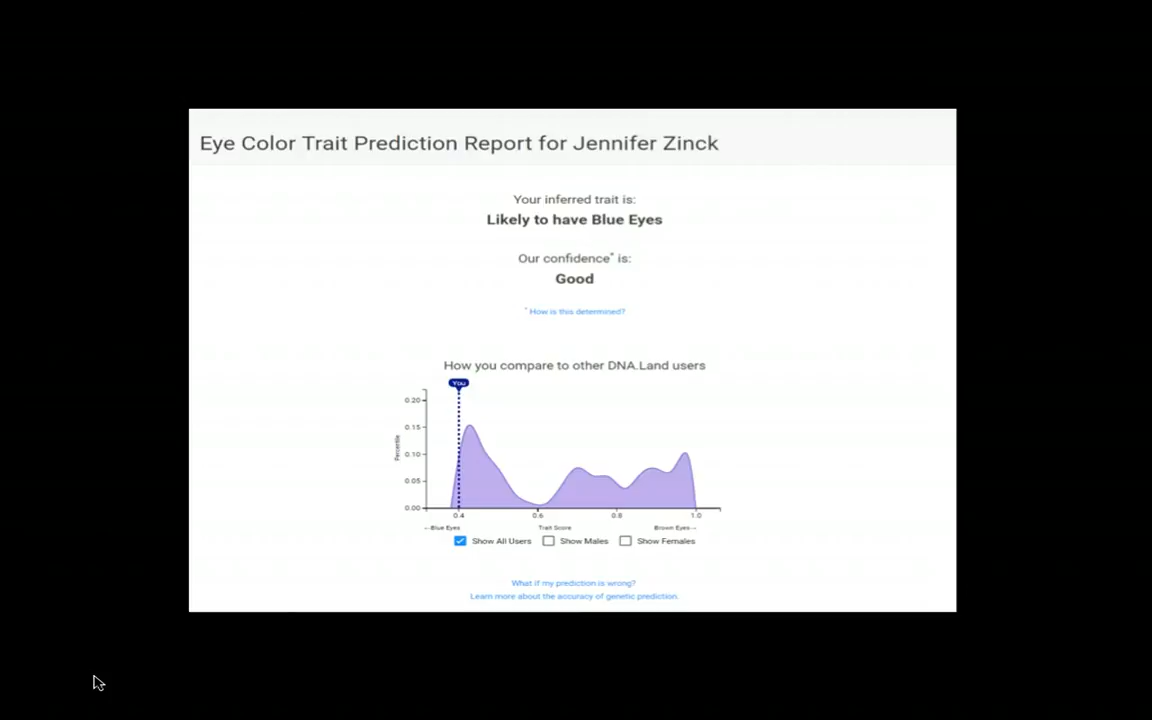 Eye Color Trait Prediction Report for Jennifer Zinck
Your inferred trait is:
Likely to have Blue Eyes
Our confidence* is:
Good
* How is this determined?
How you compare to other DNA.Land users
You
0.20
0.15
0.10
0.05
0.00
Percentile
0.4 0.6 0.8 1.0
←Blue Eyes Trait Score Brown Eyes→
Show All Users Show Males Show Females
What if my prediction is wrong?
Learn more about the accuracy of genetic prediction.